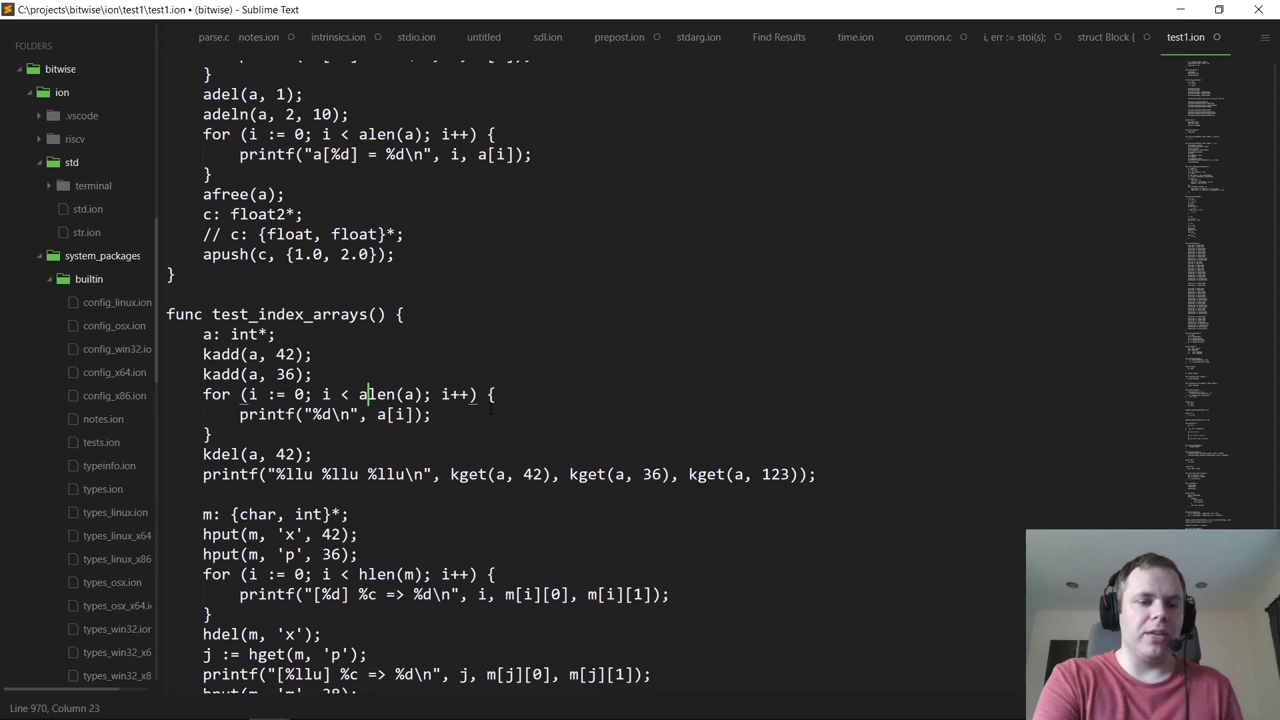 C:\projects\bitwise\ion\test1\test1.ion • (bitwise) - Sublime Text
parse.c notes.ion intrinsics.ion stdio.ion untitled sdl.ion prepost.ion stdarg.ion Find Results time.ion common.c i, err := stoi(s); struct Block { test1.ion
FOLDERS
bitwise
ion
.vscode
riscv
std
terminal
std.ion
str.ion
system_packages
builtin
config_linux.ion
config_osx.ion
config_win32.io
config_x64.ion
config_x86.ion
notes.ion
tests.ion
typeinfo.ion
types.ion
types_linux.ion
types_linux_x64
types_linux_x86
types_osx.ion
types_osx_x64.i
types_win32.ion
types_win32_x6
types_win32_x8
}
adel(a, 1);
adeln(a, 2, 10);
for (i := 0; i < alen(a); i++) {
printf("a[%d] = %d\n", i, a[i]);
}
afree(a);
c: float2*;
// c: {float, float}*;
apush(c, {1.0, 2.0});
}
func test_index_arrays() {
a: int*;
kadd(a, 42);
kadd(a, 36);
for (i := 0; i < alen(a); i++) {
printf("%d\n", a[i]);
}
kdel(a, 42);
printf("%llu %llu %llu\n", kget(a, 42), kget(a, 36), kget(a, 123));
m: {char, int}*;
hput(m, 'x', 42);
hput(m, 'p', 36);
for (i := 0; i < hlen(m); i++) {
printf("[%d] %c => %d\n", i, m[i][0], m[i][1]);
}
hdel(m, 'x');
j := hget(m, 'p');
printf("[%llu] %c => %d\n", j, m[j][0], m[j][1]);
Line 970, Column 23